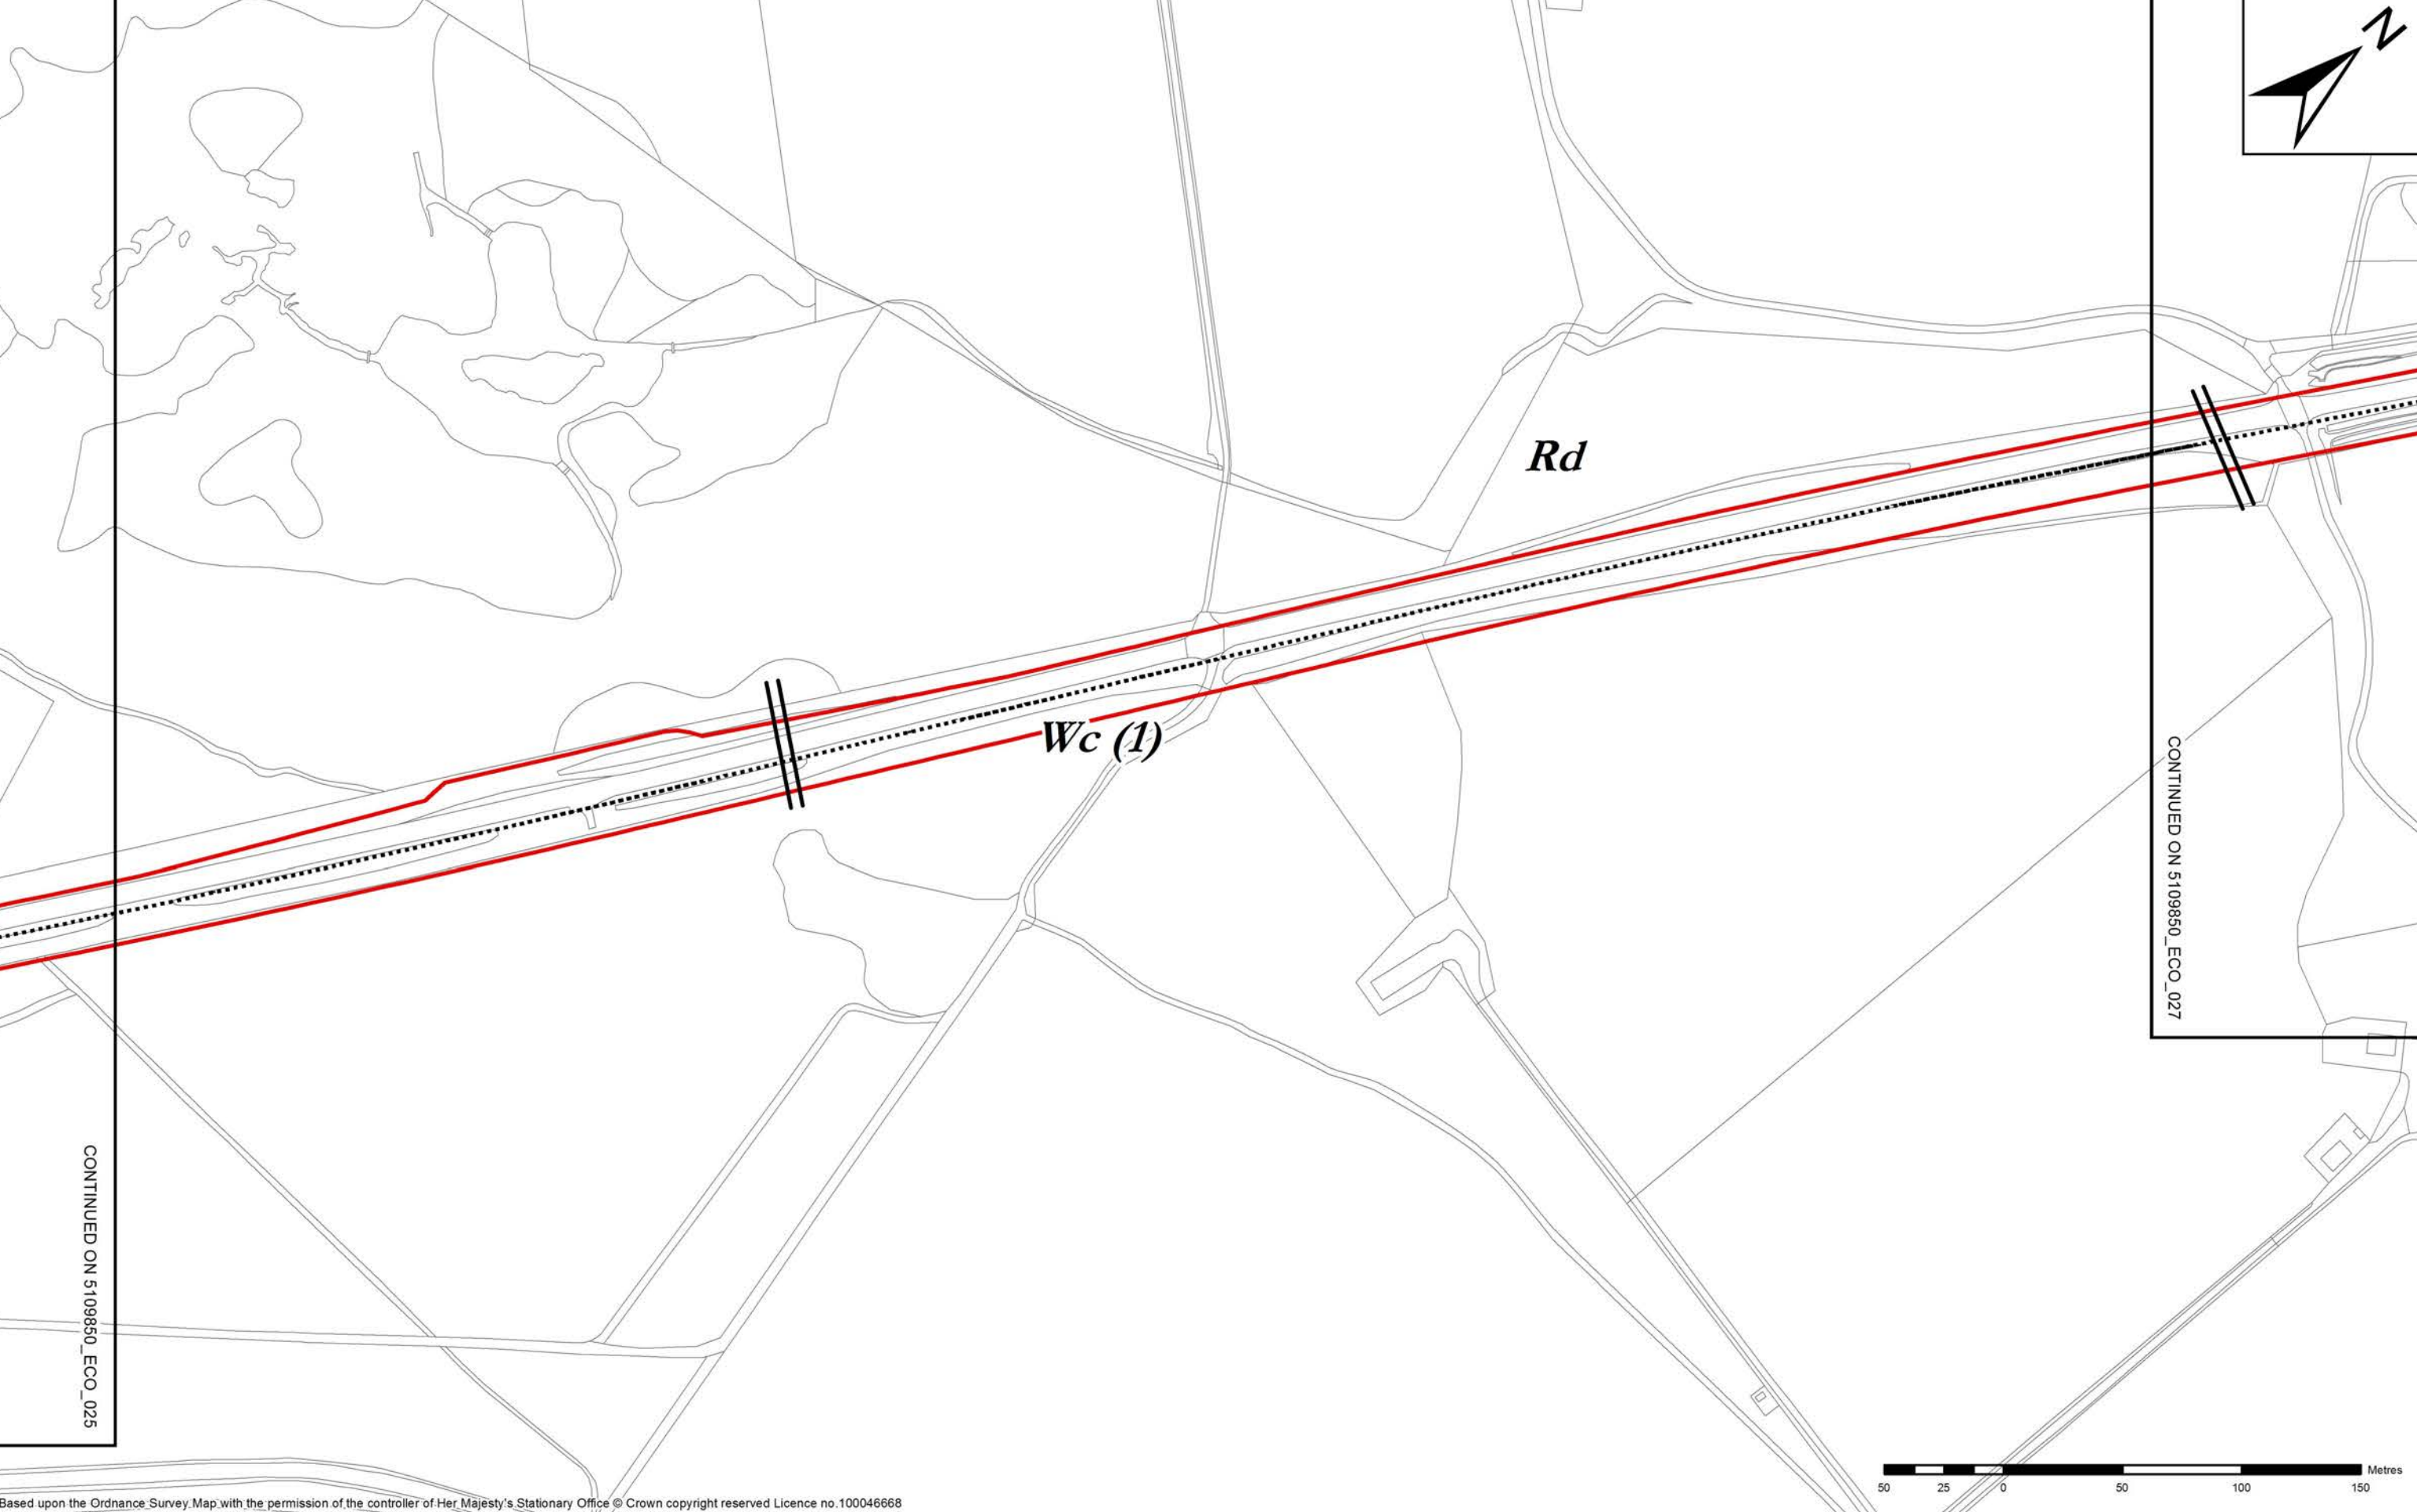 N
Rd
Wc (1)
CONTINUED ON 5109850_ECO_027
CONTINUED ON 5109850_ECO_025
Metres
50 25 0 50 100 150
Based upon the Ordnance Survey Map with the permission of the controller of Her Majesty's Stationary Office © Crown copyright reserved Licence no.100046668